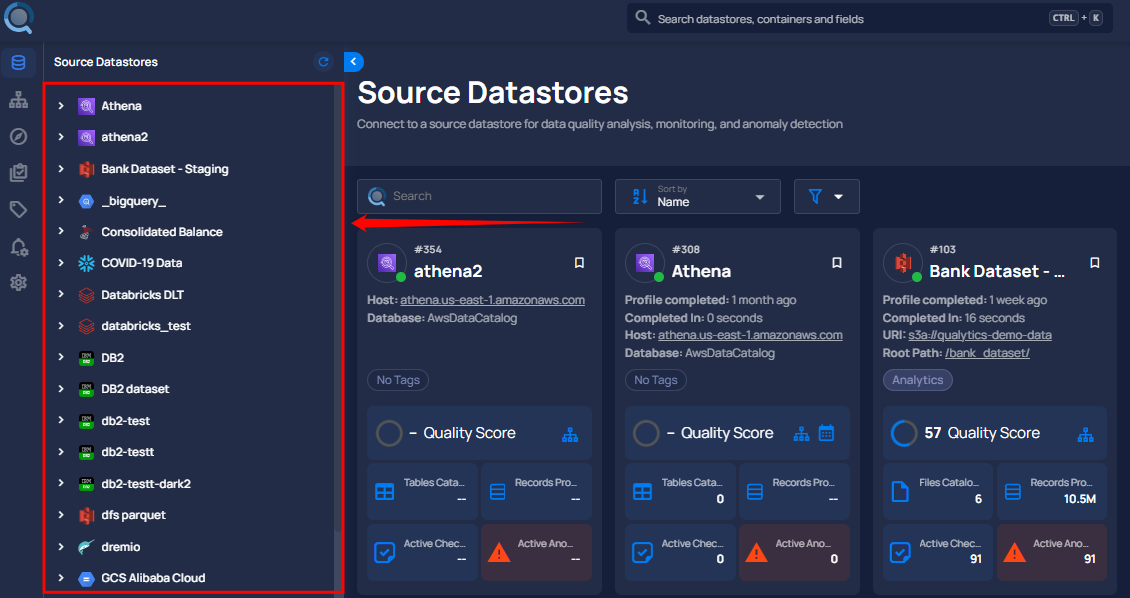 Search datastores, containers and fields
CTRL + K
Source Datastores
Athena
athena2
Bank Dataset - Staging
_bigquery_
Consolidated Balance
COVID-19 Data
Databricks DLT
databricks_test
DB2
DB2 dataset
db2-test
db2-testt
db2-testt-dark2
dfs parquet
dremio
GCS Alibaba Cloud
Source Datastores
Connect to a source datastore for data quality analysis, monitoring, and anomaly detection
Search
Sort by
Name
#354
athena2
Host: athena.us-east-1.amazonaws.com
Database: AwsDataCatalog
No Tags
– Quality Score
Tables Cata...
--
Records Pro...
--
Active Chec...
--
Active Ano...
--
#308
Athena
Profile completed: 1 month ago
Completed In: 0 seconds
Host: athena.us-east-1.amazonaws.com
Database: AwsDataCatalog
No Tags
– Quality Score
Tables Cata...
0
Records Pro...
--
Active Chec...
0
Active Ano...
0
#103
Bank Dataset - ...
Profile completed: 1 week ago
Completed In: 16 seconds
URI: s3a://qualytics-demo-data
Root Path: /bank_dataset/
Analytics
57 Quality Score
Files Catalo...
6
Records Pro...
10.5M
Active Chec...
91
Active Ano...
91